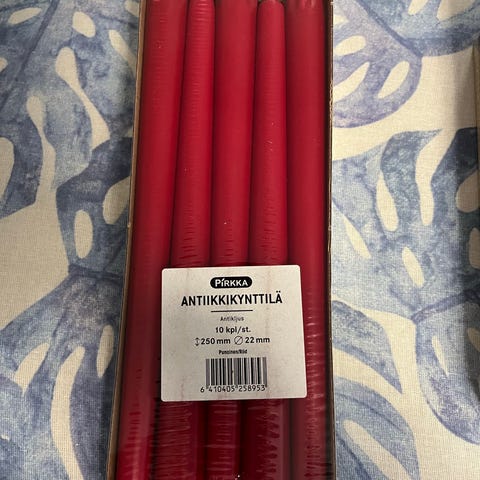 PIRKKA
ANTIIKKIKYNTTILÄ
Antikljus
10 kpl/st.
↕250 mm ∅ 22 mm
Punainen/Röd
6 410405 258953